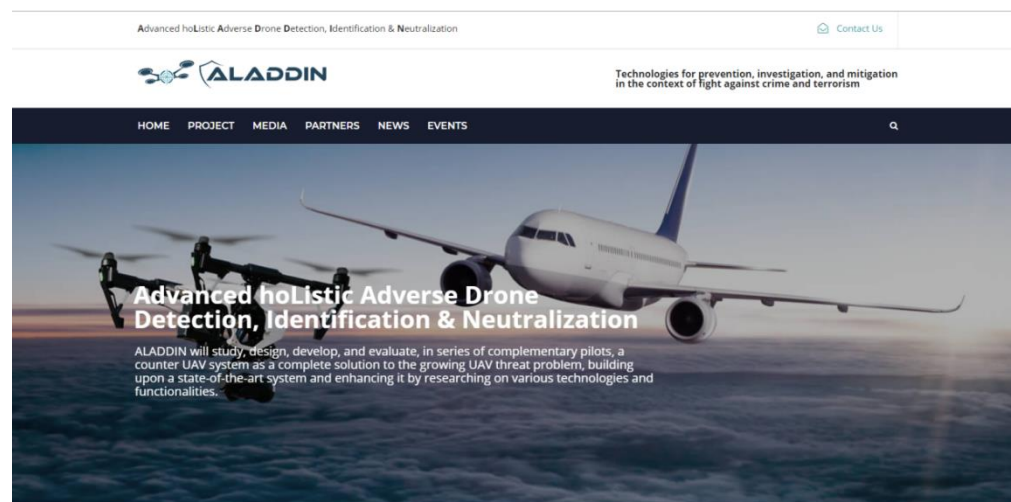 Advanced hoListic Adverse Drone Detection, Identification & Neutralization
Contact Us
ALADDIN
Technologies for prevention, investigation, and mitigation
in the context of fight against crime and terrorism
HOME PROJECT MEDIA PARTNERS NEWS EVENTS
Advanced hoListic Adverse Drone
Detection, Identification & Neutralization
ALADDIN will study, design, develop, and evaluate, in series of complementary pilots, a
counter UAV system as a complete solution to the growing UAV threat problem, building
upon a state-of-the-art system and enhancing it by researching on various technologies and
functionalities.